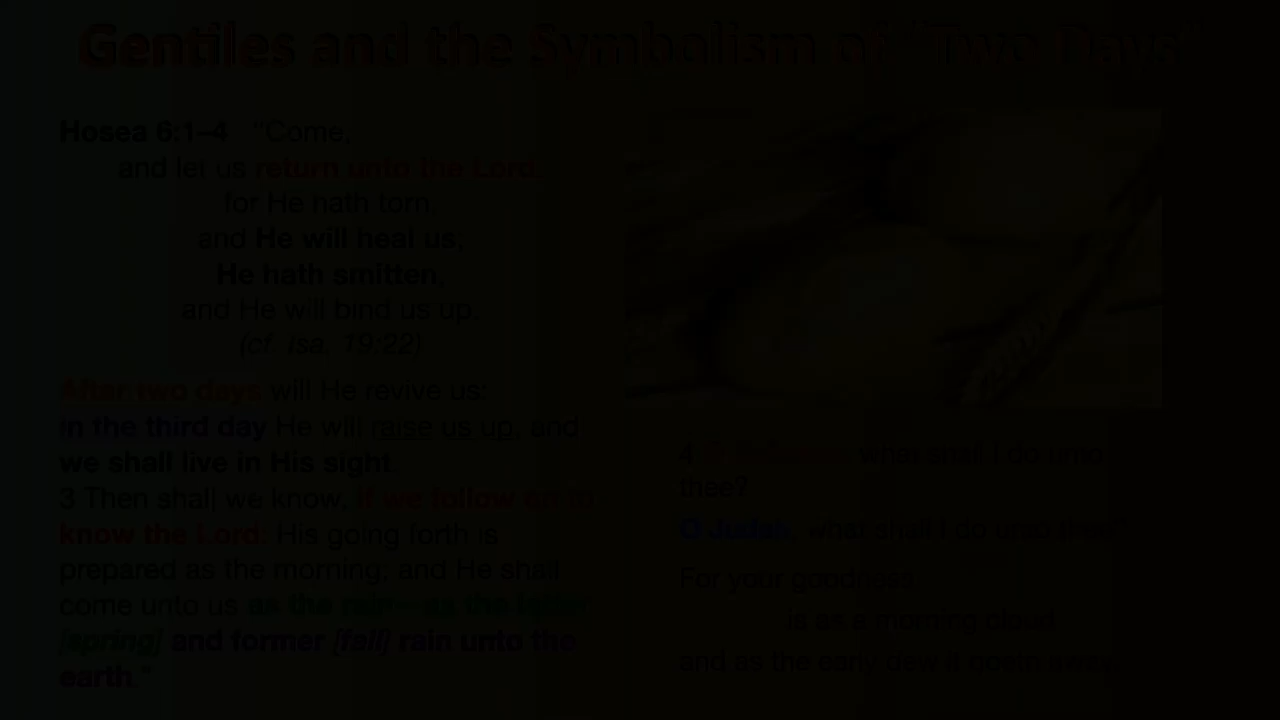 Gentiles and the Symbolism of "Two Days"
Hosea 6:1–4 "Come,
and let us return unto the Lord:
for He hath torn,
and He will heal us;
He hath smitten,
and He will bind us up.
(cf. Isa. 19:22)
After two days will He revive us:
in the third day He will raise us up, and
we shall live in His sight.
3 Then shall we know, if we follow on to
know the Lord: His going forth is
prepared as the morning; and He shall
come unto us as the rain—as the latter
[spring] and former [fall] rain unto the
earth."
4 what shall I do unto
thee?
O Judah, what shall I do unto thee?
For your goodness
is as a morning cloud
and as the early dew it goeth away